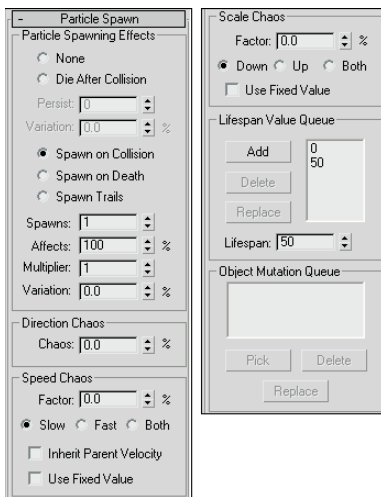 - Particle Spawn
Particle Spawning Effects
None
Die After Collision
Persist: 0
Variation: 0.0 %
Spawn on Collision
Spawn on Death
Spawn Trails
Spawns: 1
Affects: 100 %
Multiplier: 1
Variation: 0.0 %
Direction Chaos
Chaos: 0.0 %
Speed Chaos
Factor: 0.0 %
Slow Fast Both
Inherit Parent Velocity
Use Fixed Value
Scale Chaos
Factor: 0.0 %
Down Up Both
Use Fixed Value
Lifespan Value Queue
Add
0
50
Delete
Replace
Lifespan: 50
Object Mutation Queue
Pick Delete
Replace